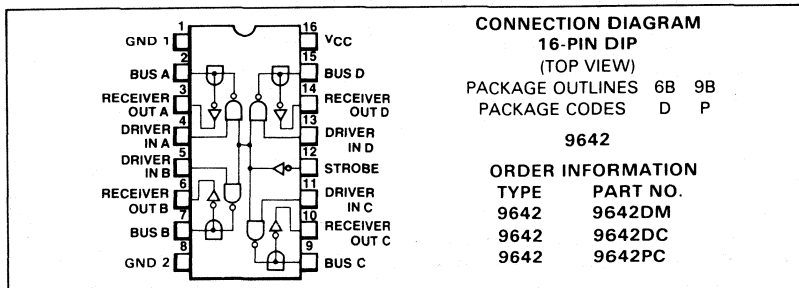 1
GND 1
2
BUS A
3
RECEIVER
OUT A
4
DRIVER
IN A
5
DRIVER
IN B
6
RECEIVER
OUT B
7
BUS B
8
GND 2
16
VCC
15
BUS D
14
RECEIVER
OUT D
13
DRIVER
IN D
12
STROBE
11
DRIVER
IN C
10
RECEIVER
OUT C
9
BUS C
CONNECTION DIAGRAM
16-PIN DIP
(TOP VIEW)
PACKAGE OUTLINES 6B 9B
PACKAGE CODES D P
9642
ORDER INFORMATION
TYPE PART NO.
9642 9642DM
9642 9642DC
9642 9642PC